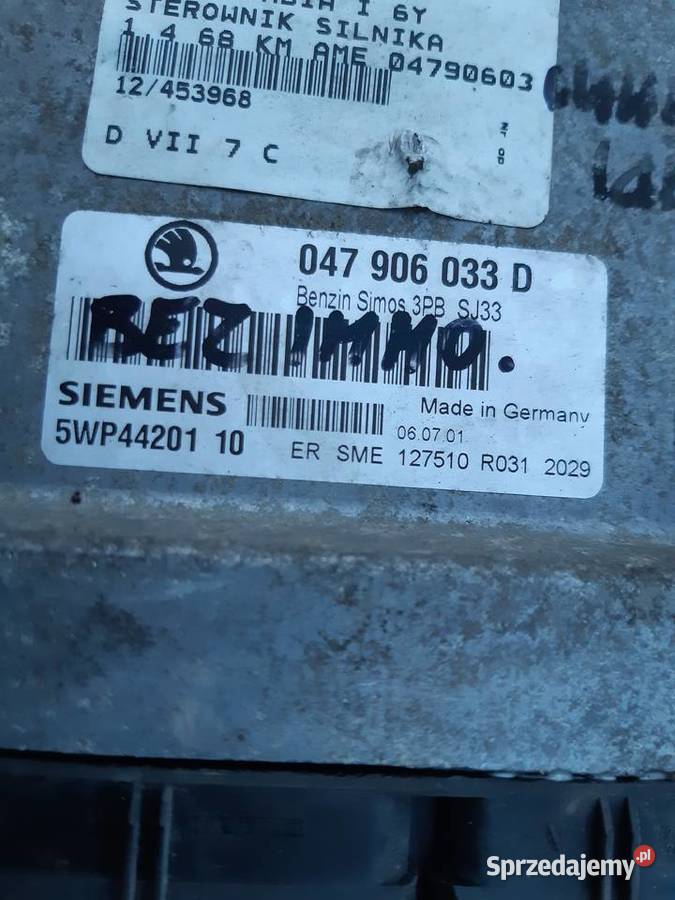 I 6Y
STEROWNIK SILNIKA
1.4 68 KM AME 04790603
12/453968
D VII 7 C
047 906 033 D
Benzin Simos 3PB SJ33
BEZ IMMO.
SIEMENS
Made in Germany
5WP44201 10
06.07.01
ER SME 127510 R031 2029
Sprzedajemy.pl